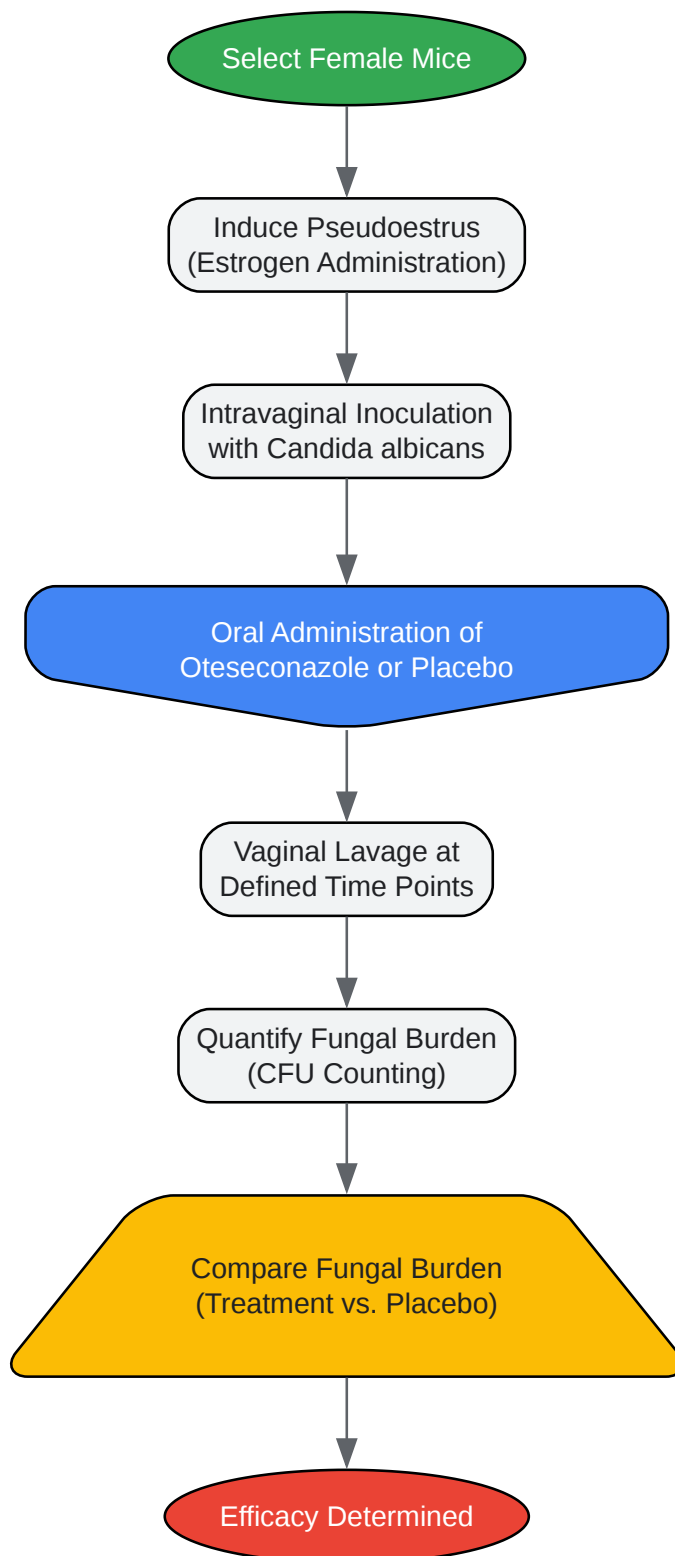 Select Female Mice
Induce Pseudoestrus
(Estrogen Administration)
Intravaginal Inoculation
with Candida albicans
Oral Administration of
Oteseconazole or Placebo
Vaginal Lavage at
Defined Time Points
Quantify Fungal Burden
(CFU Counting)
Compare Fungal Burden
(Treatment vs. Placebo)
Efficacy Determined